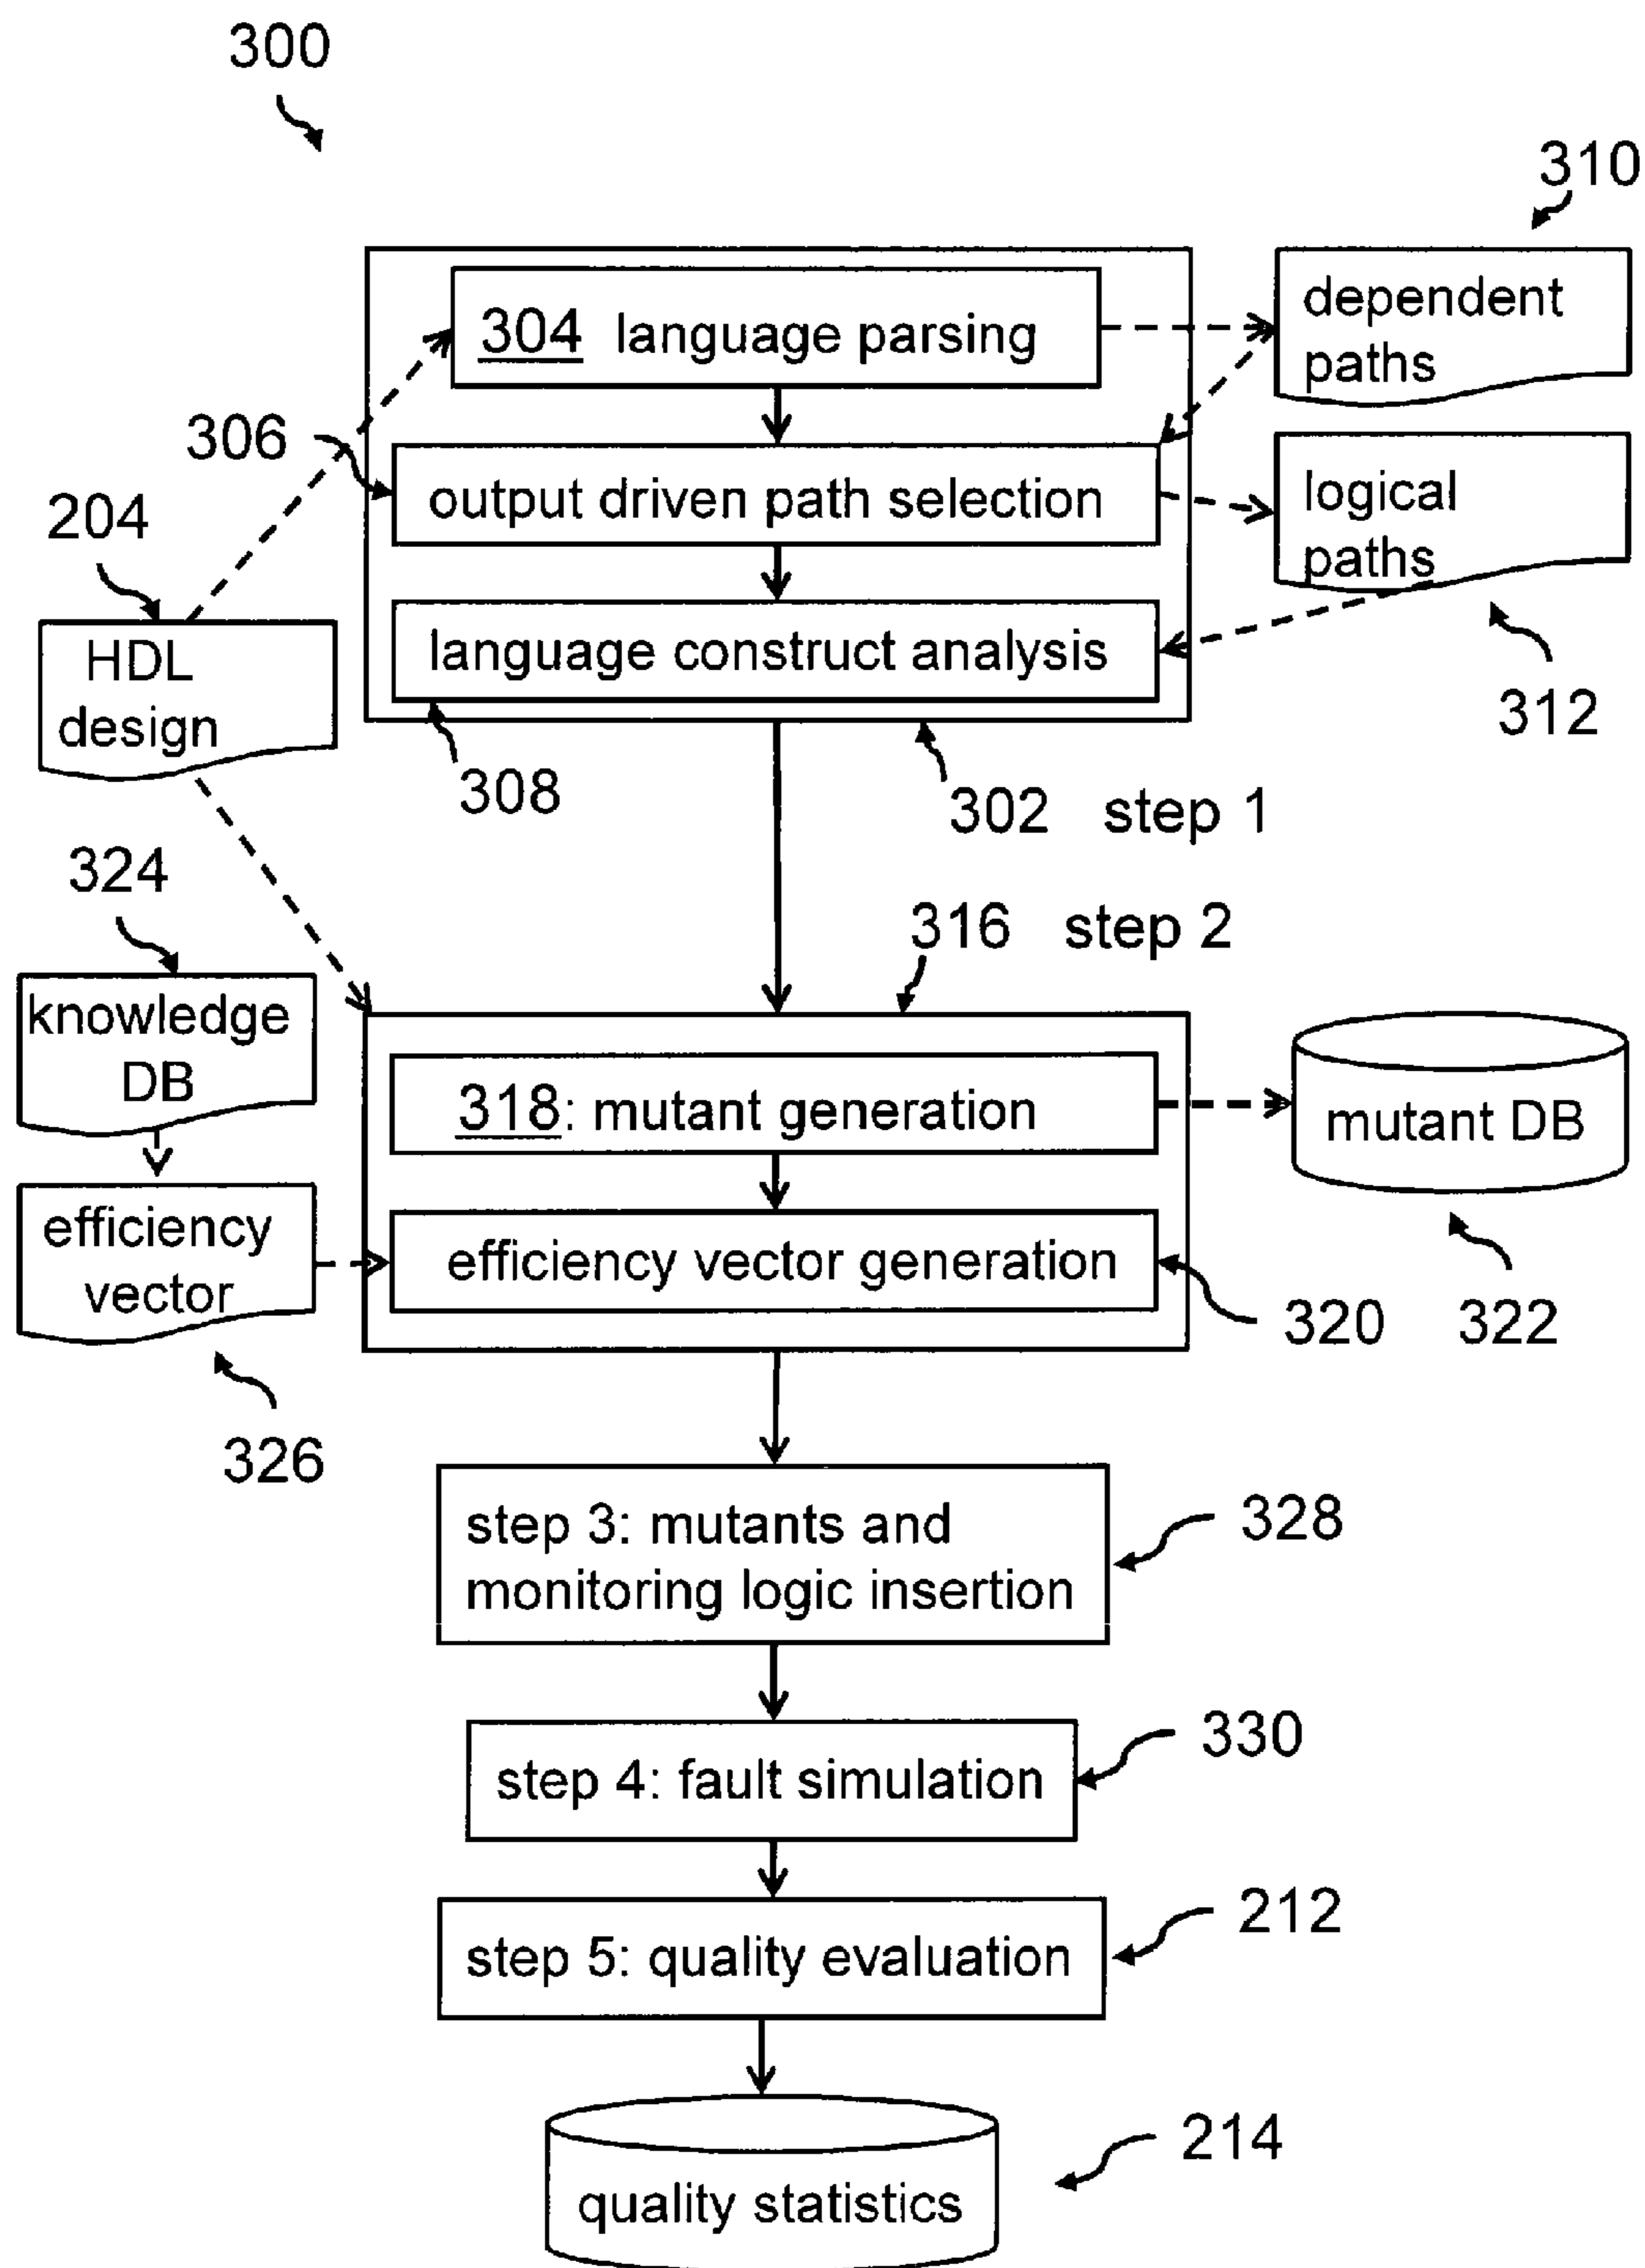 300
310
304 language parsing
dependent
paths
306
output driven path selection
logical
paths
204
HDL
design
language construct analysis
312
308
302 step 1
324
316 step 2
knowledge
DB
318: mutant generation
mutant DB
efficiency
vector
efficiency vector generation
320
322
326
step 3: mutants and
monitoring logic insertion
328
step 4: fault simulation
330
step 5: quality evaluation
212
quality statistics
214